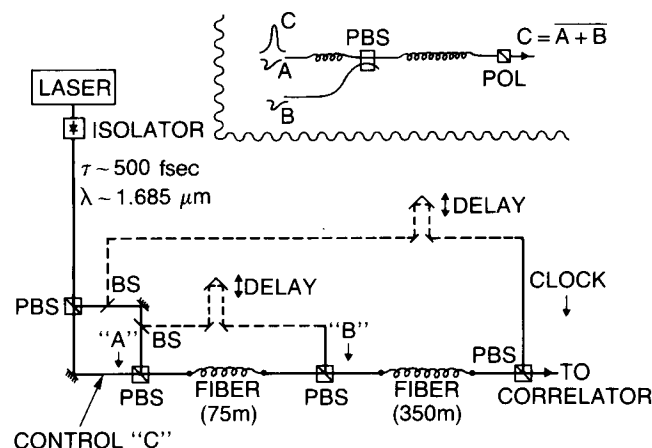 C
A
B
PBS
POL
C = A + B
LASER
ISOLATOR
τ ~ 500 fsec
λ ~ 1.685 μm
DELAY
BS
DELAY
CLOCK
PBS
"A"
BS
"B"
PBS
PBS
FIBER
(75m)
PBS
FIBER
(350m)
TO
CORRELATOR
CONTROL "C"